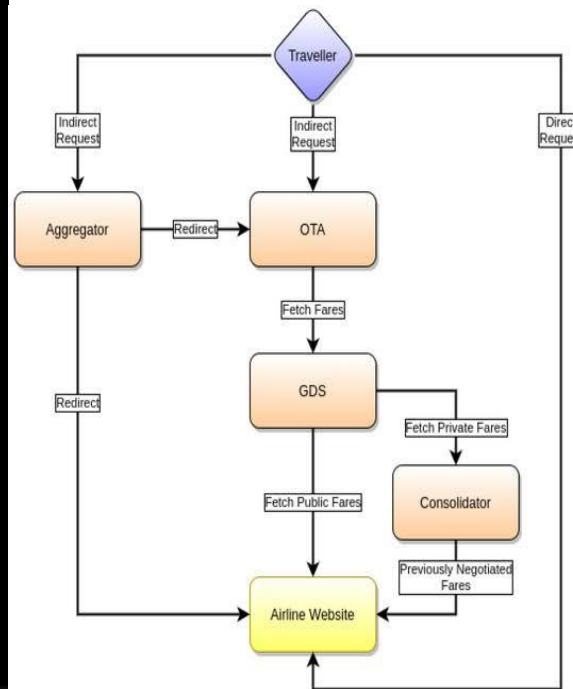 Traveller
Indirect
Request
Indirect
Request
Aggregator
Redirect
OTA
Fetch Fares
GDS
Redirect
Fetch Private Fares
Fetch Public Fares
Consolidator
Previously Negotiated
Fares
Airline Website